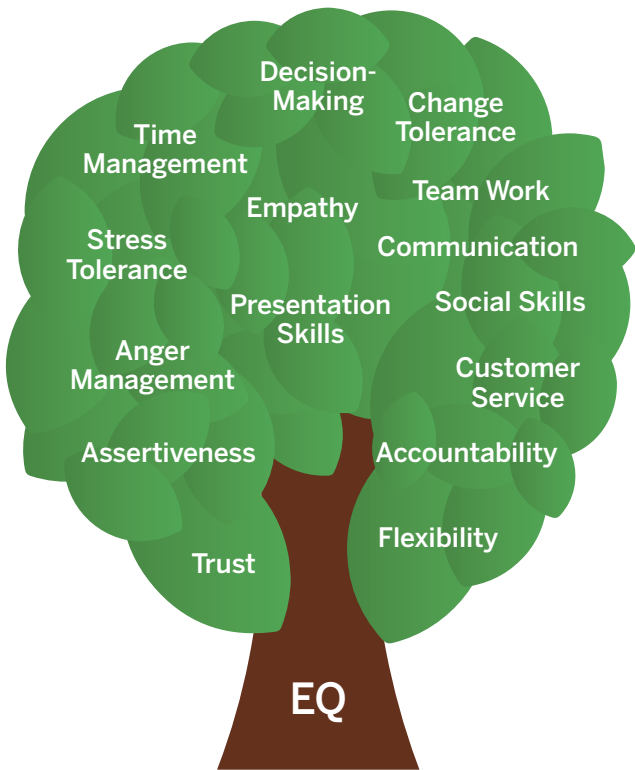 Decision-
Making
Change
Tolerance
Time
Management
Team Work
Empathy
Communication
Stress
Tolerance
Presentation
Skills
Social Skills
Anger
Management
Customer
Service
Assertiveness
Accountability
Flexibility
Trust
EQ